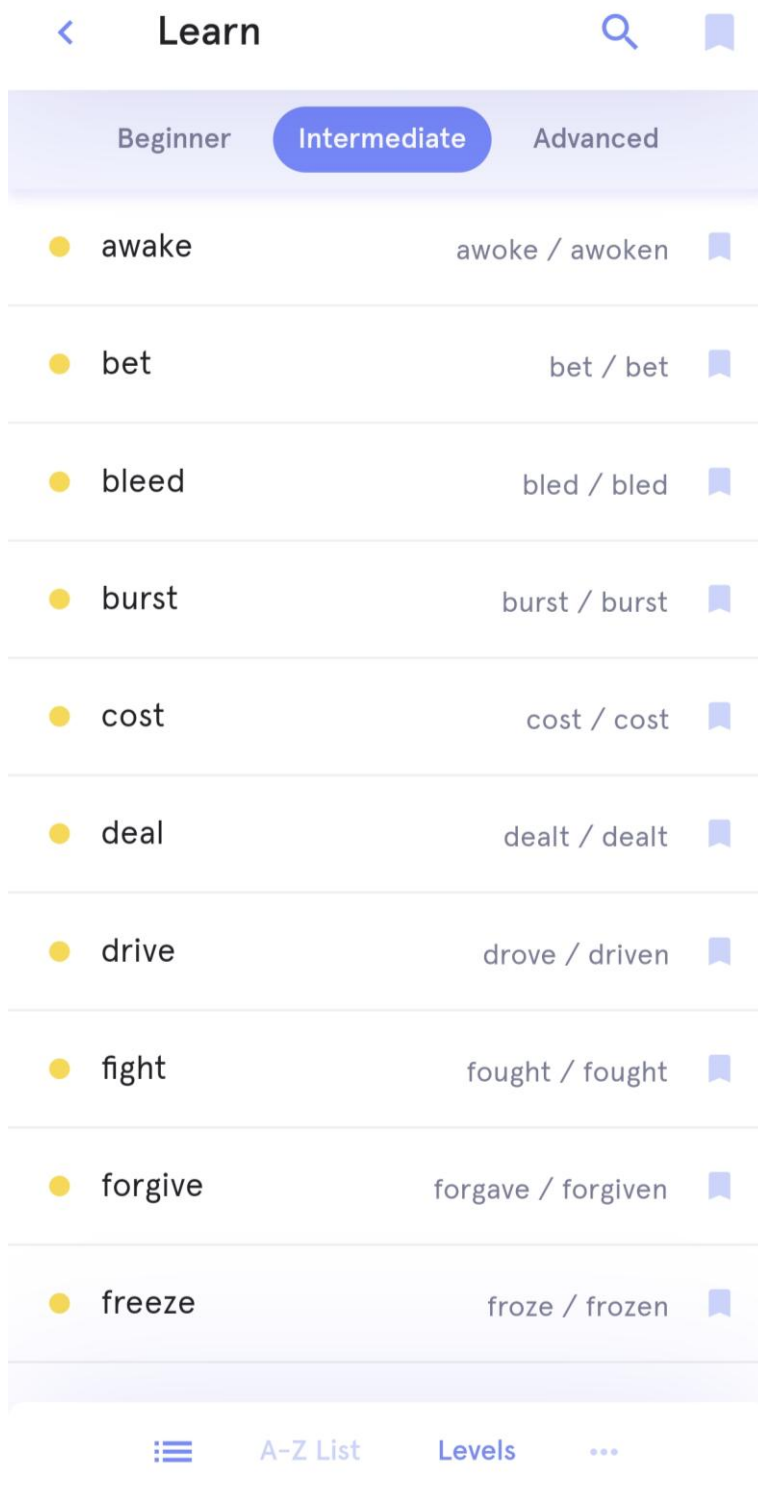 Learn
Beginner Intermediate Advanced
awake awoke / awoken
bet bet / bet
bleed bled / bled
burst burst / burst
cost cost / cost
deal dealt / dealt
drive drove / driven
fight fought / fought
forgive forgave / forgiven
freeze froze / frozen
A-Z List Levels